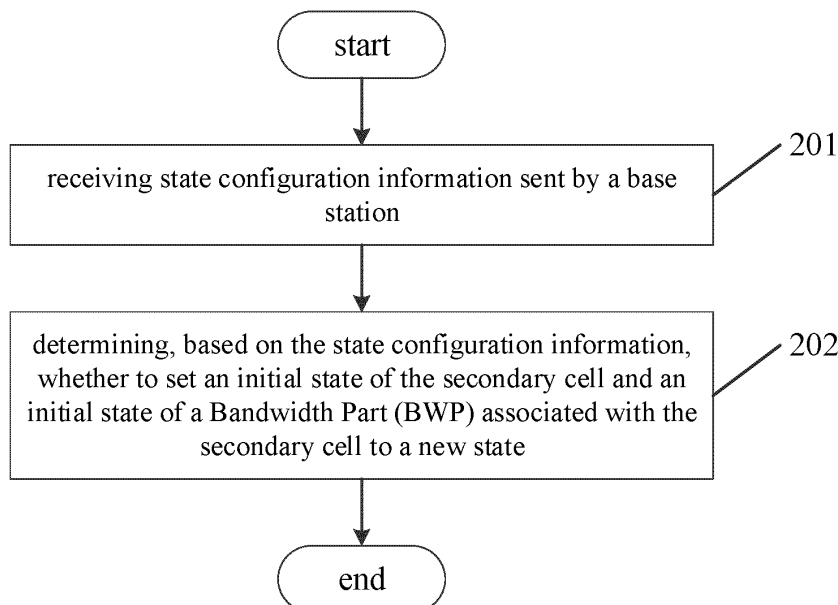 start
201
receiving state configuration information sent by a base
station
202
determining, based on the state configuration information,
whether to set an initial state of the secondary cell and an
initial state of a Bandwidth Part (BWP) associated with the
secondary cell to a new state
end